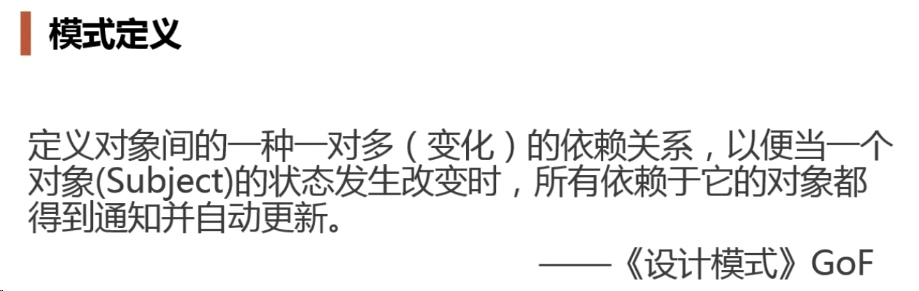 模式定义
定义对象间的一种一对多（变化）的依赖关系，以便当一个
对象(Subject)的状态发生改变时，所有依赖于它的对象都
得到通知并自动更新。
——《设计模式》GoF